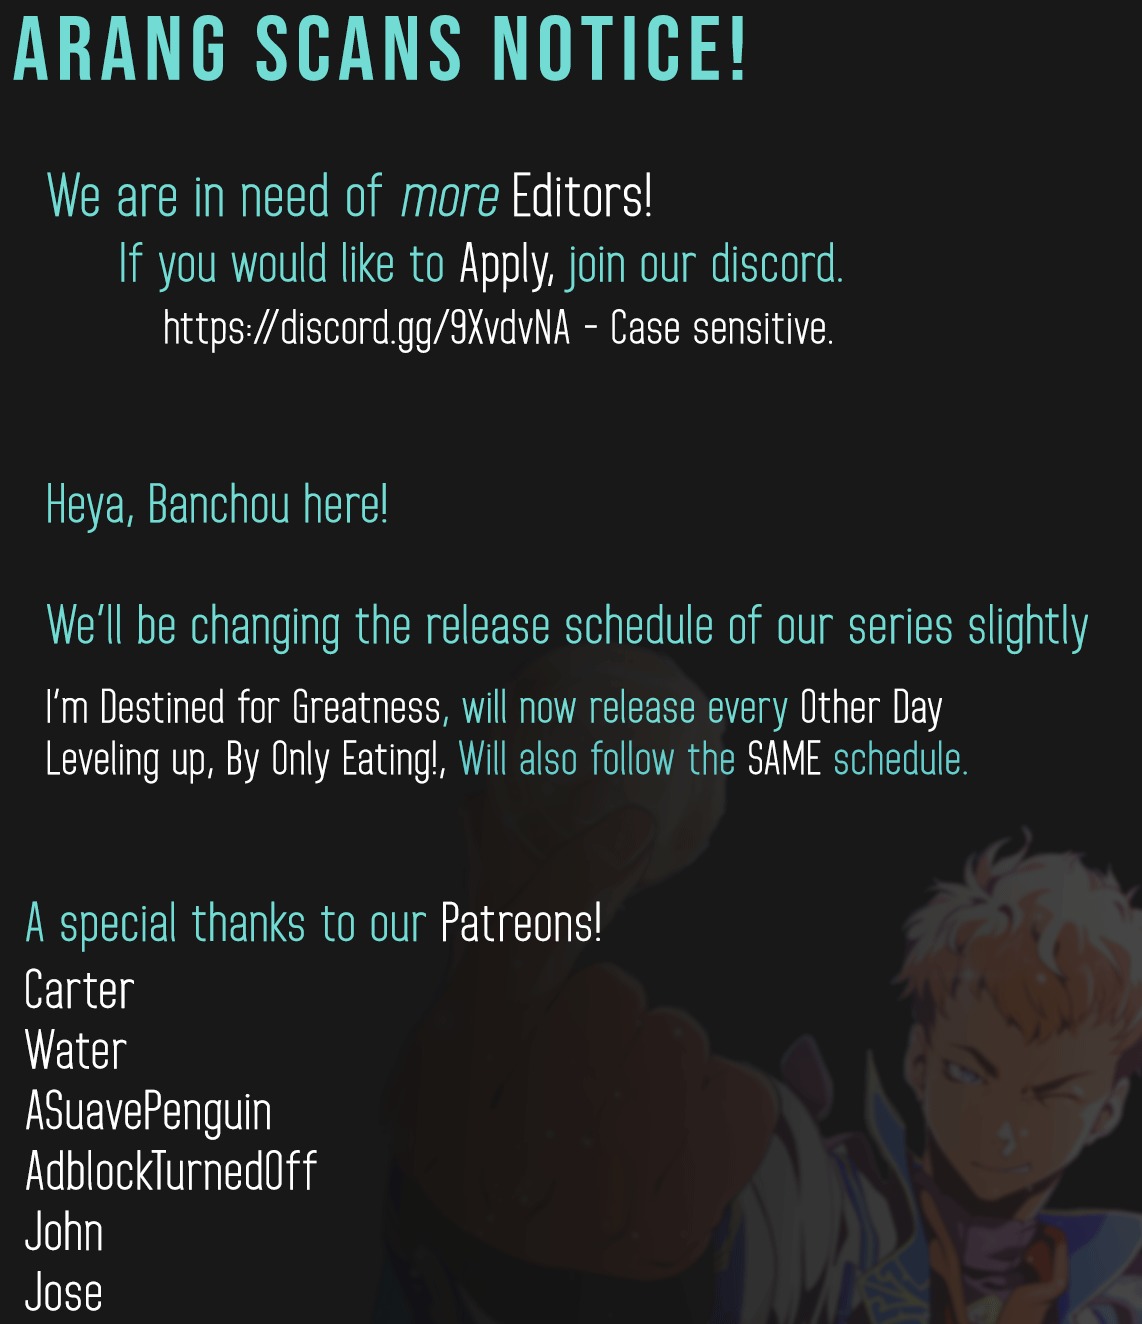 ARANG SCANS NOTICE!
We are in need of more Editors!
If you would like to Apply, join our discord.
https://discord.gg/9XvdvNA - Case sensitive.
Heya, Banchou here!
We'll be changing the release schedule of our series slightly
I'm Destined for Greatness, will now release every Other Day
Leveling up, By Only Eating!, Will also follow the SAME schedule.
A special thanks to our Patreons!
Carter
Water
ASuavePenguin
AdblockTurnedOff
John
Jose